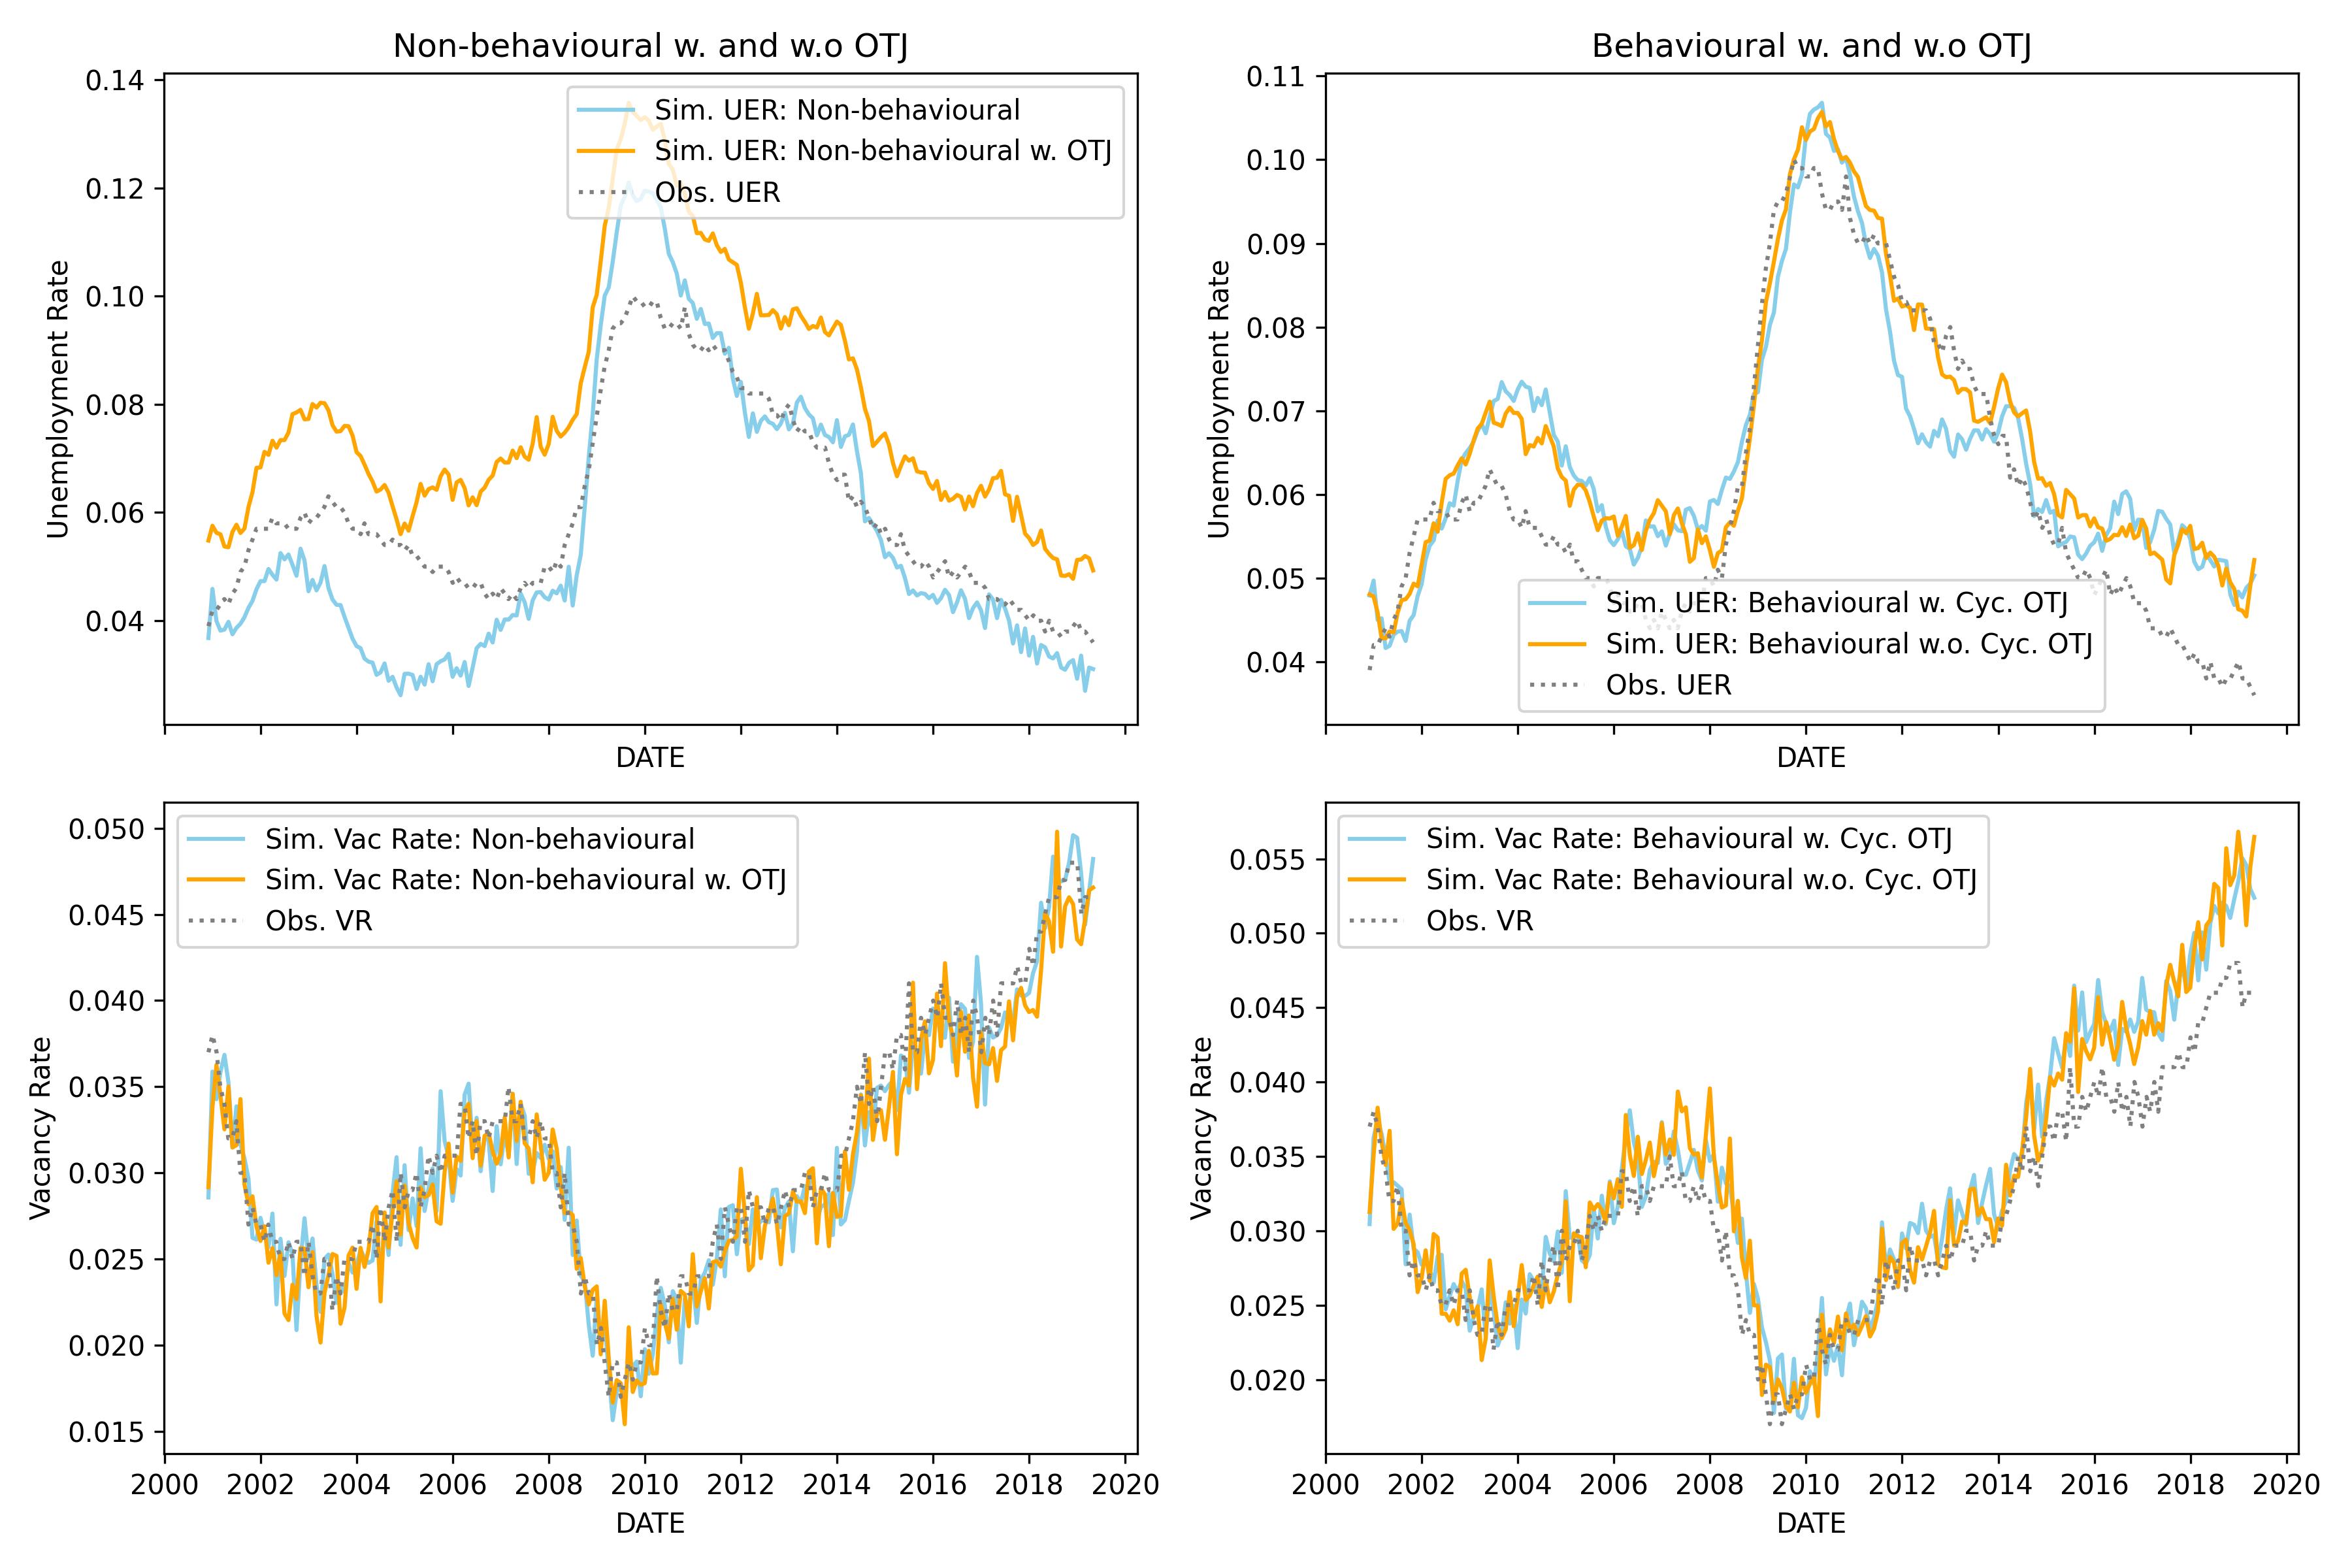 Non-behavioural w. and w.o OTJ
0.14
0.12
0.10
0.08
0.06
0.04
Unemployment Rate
Sim. UER: Non-behavioural
Sim. UER: Non-behavioural w. OTJ
Obs. UER
DATE
Behavioural w. and w.o OTJ
0.11
0.10
0.09
0.08
0.07
0.06
0.05
0.04
Unemployment Rate
Sim. UER: Behavioural w. Cyc. OTJ
Sim. UER: Behavioural w.o. Cyc. OTJ
Obs. UER
DATE
0.050
0.045
0.040
0.035
0.030
0.025
0.020
0.015
Vacancy Rate
Sim. Vac Rate: Non-behavioural
Sim. Vac Rate: Non-behavioural w. OTJ
Obs. VR
2000 2002 2004 2006 2008 2010 2012 2014 2016 2018 2020
DATE
0.055
0.050
0.045
0.040
0.035
0.030
0.025
0.020
Vacancy Rate
Sim. Vac Rate: Behavioural w. Cyc. OTJ
Sim. Vac Rate: Behavioural w.o. Cyc. OTJ
Obs. VR
2000 2002 2004 2006 2008 2010 2012 2014 2016 2018 2020
DATE